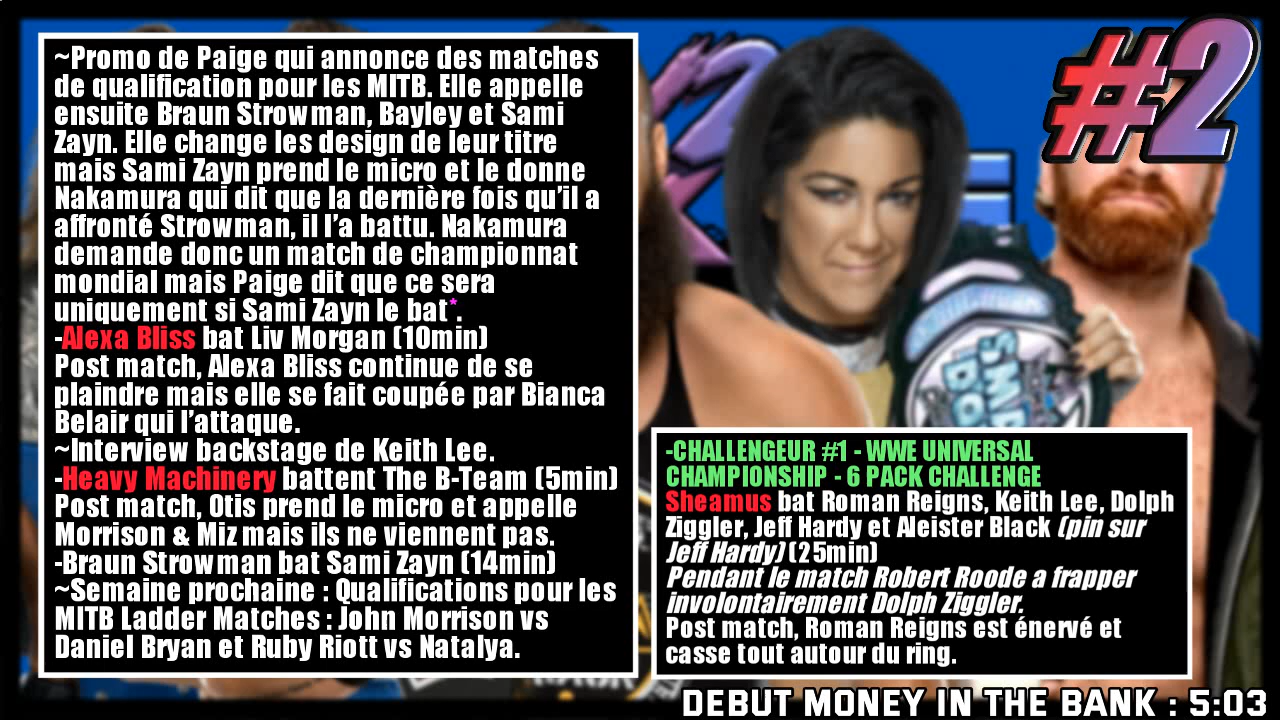 ~Promo de Paige qui annonce des matches
de qualification pour les MITB. Elle appelle
ensuite Braun Strowman, Bayley et Sami
Zayn. Elle change les design de leur titre
mais Sami Zayn prend le micro et le donne
Nakamura qui dit que la dernière fois qu'il a
affronté Strowman, il l'a battu. Nakamura
demande donc un match de championnat
mondial mais Paige dit que ce sera
uniquement si Sami Zayn le bat*.
-Alexa Bliss bat Liv Morgan (10min)
Post match, Alexa Bliss continue de se
plaindre mais elle se fait coupée par Bianca
Belair qui l'attaque.
~Interview backstage de Keith Lee.
-Heavy Machinery battent The B-Team (5min)
Post match, Otis prend le micro et appelle
Morrison & Miz mais ils ne viennent pas.
-Braun Strowman bat Sami Zayn (14min)
~Semaine prochaine : Qualifications pour les
MITB Ladder Matches : John Morrison vs
Daniel Bryan et Ruby Riott vs Natalya.
#2
-CHALLENGEUR #1 - WWE UNIVERSAL
CHAMPIONSHIP - 6 PACK CHALLENGE
Sheamus bat Roman Reigns, Keith Lee, Dolph
Ziggler, Jeff Hardy et Aleister Black (pin sur
Jeff Hardy) (25min)
Pendant le match Robert Roode a frapper
involontairement Dolph Ziggler.
Post match, Roman Reigns est énervé et
casse tout autour du ring.
DEBUT MONEY IN THE BANK : 5:03